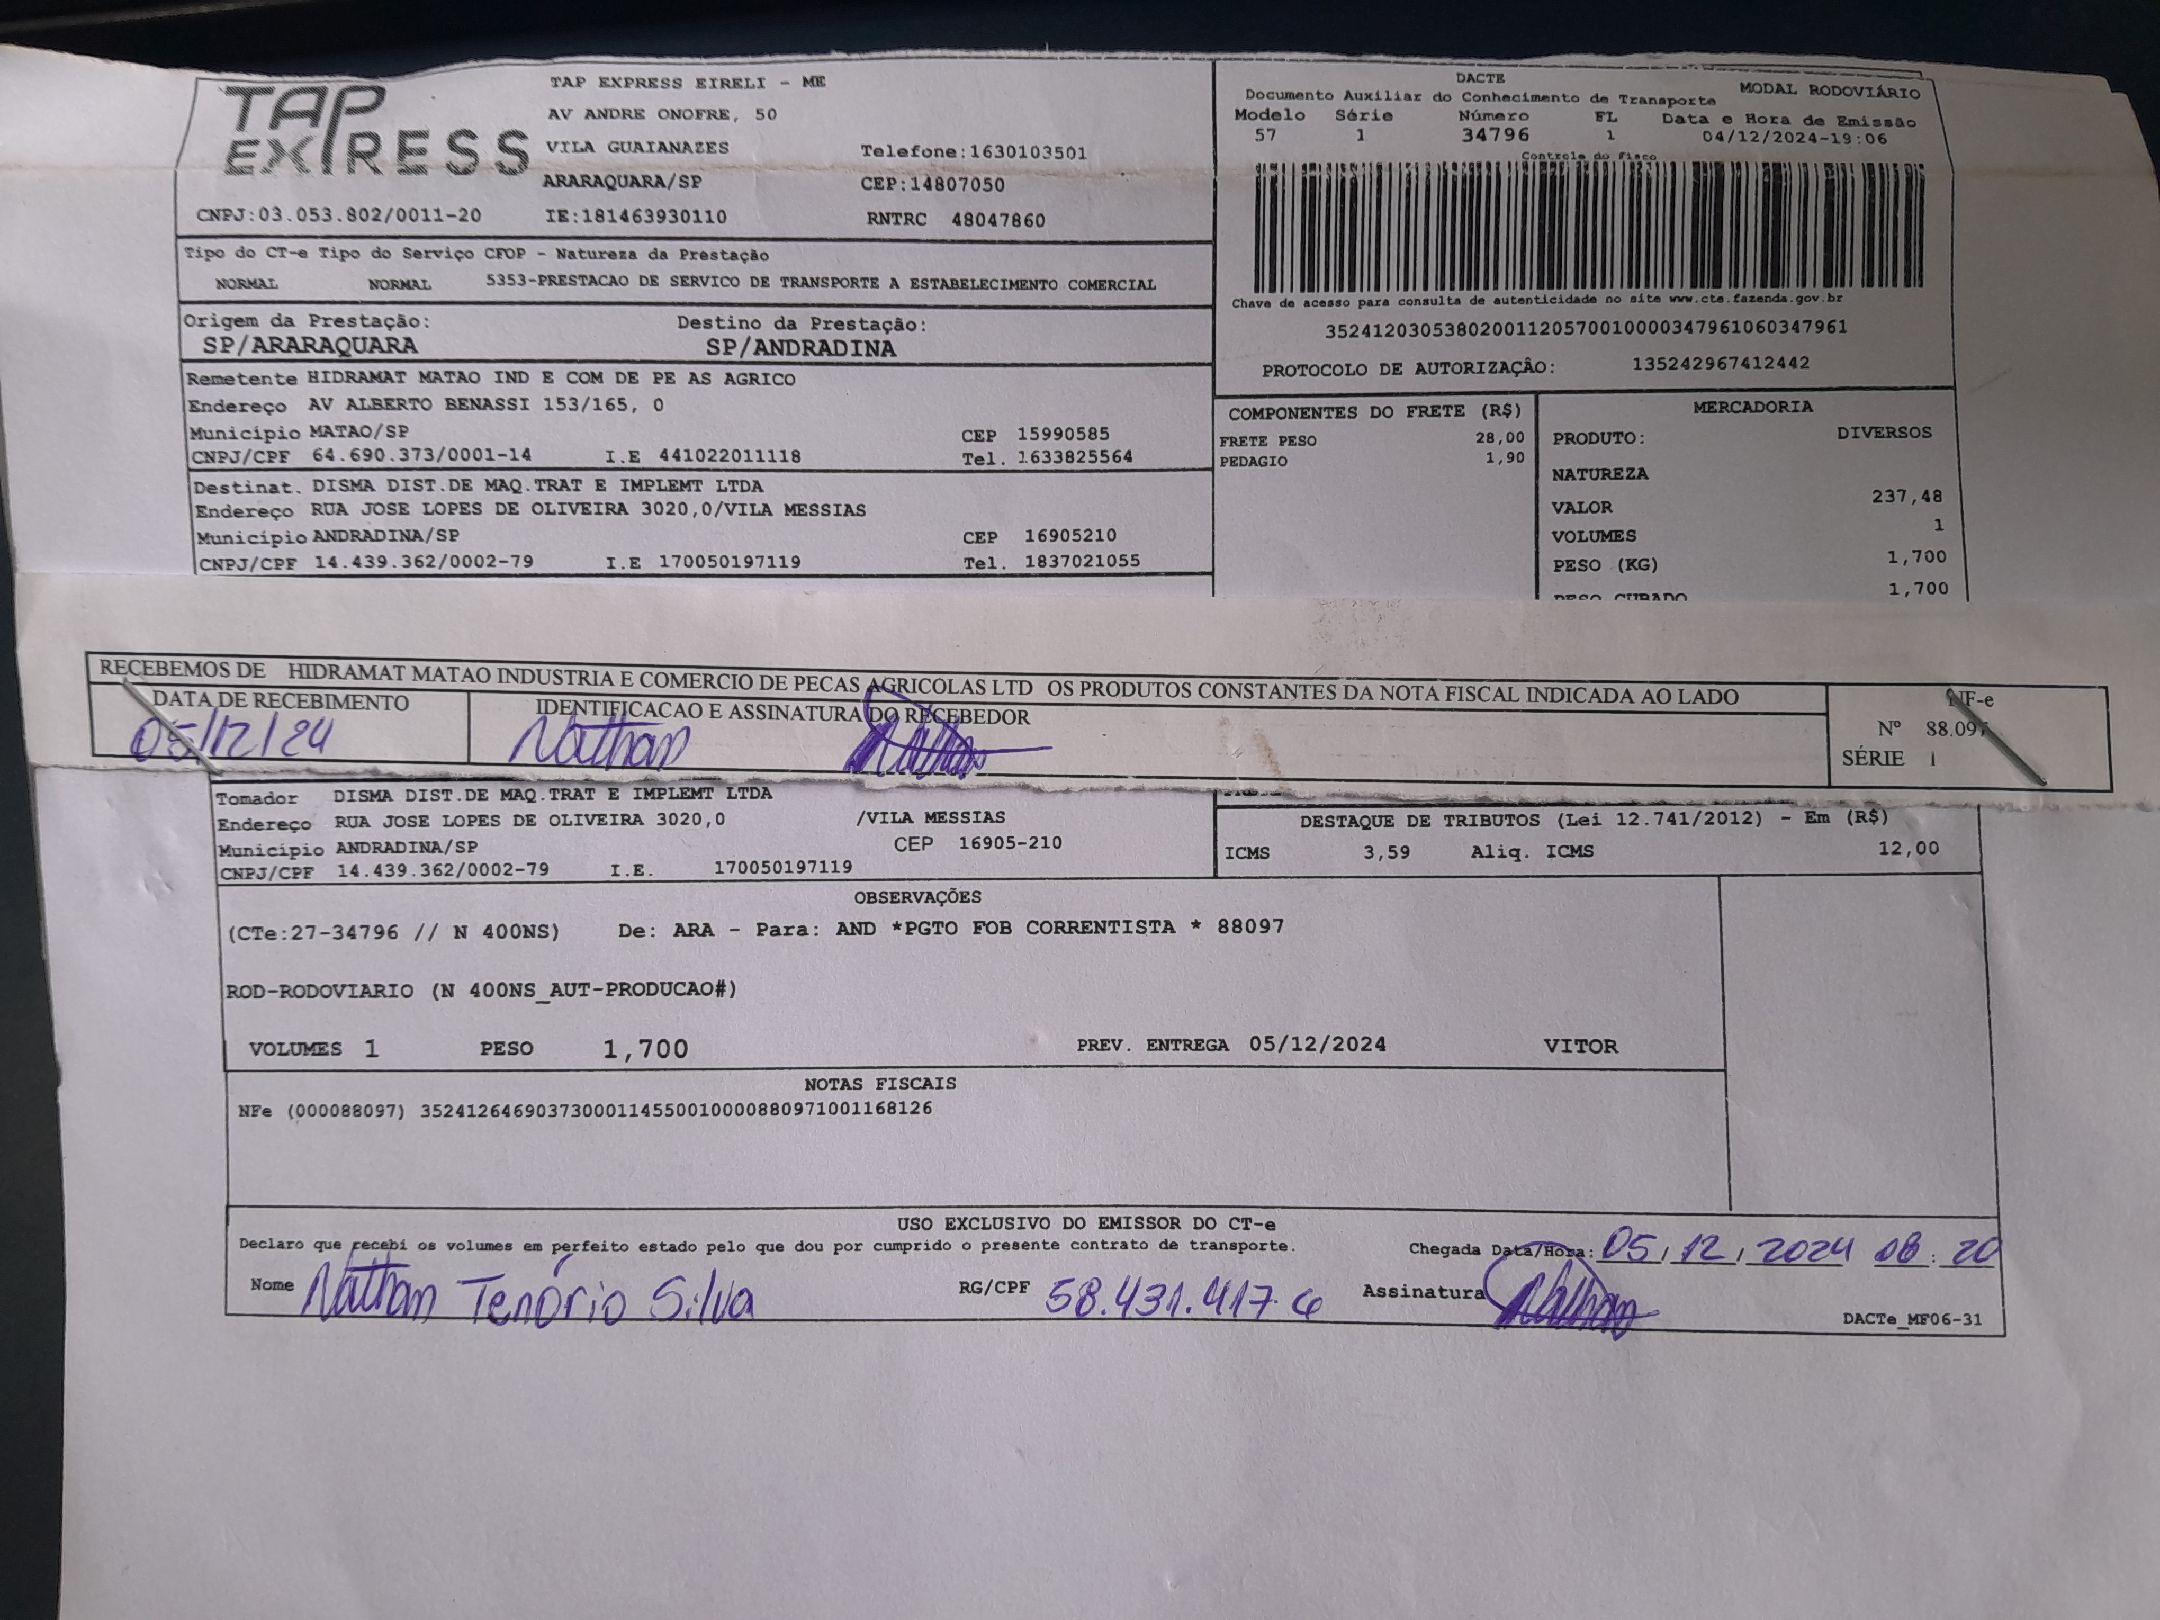 TAP EXPRESS
TAP EXPRESS EIRELI - ME
AV ANDRE ONOFRE, 50
VILA GUAIANAZES Telefone:1630103501
ARARAQUARA/SP CEP:14807050
CNPJ:03.053.802/0011-20 IE:181463930110 RNTRC 48047860
DACTE
Documento Auxiliar do Conhecimento de Transporte MODAL RODOVIÁRIO
Modelo Série Número FL Data e Hora de Emissão
57 1 34796 1 04/12/2024-19:06
Controle do Fisco
Chave de acesso para consulta de autenticidade no site www.cte.fazenda.gov.br
35241203053802001120570010000347961060347961
PROTOCOLO DE AUTORIZAÇÃO: 135242967412442
Tipo do CT-e Tipo do Serviço CFOP - Natureza da Prestação
NORMAL NORMAL 5353-PRESTACAO DE SERVICO DE TRANSPORTE A ESTABELECIMENTO COMERCIAL
Origem da Prestação: Destino da Prestação:
SP/ARARAQUARA SP/ANDRADINA
Remetente HIDRAMAT MATAO IND E COM DE PE AS AGRICO
Endereço AV ALBERTO BENASSI 153/165, 0
Município MATAO/SP CEP 15990585
CNPJ/CPF 64.690.373/0001-14 I.E 441022011118 Tel. 1633825564
Destinat. DISMA DIST.DE MAQ.TRAT E IMPLEMT LTDA
Endereço RUA JOSE LOPES DE OLIVEIRA 3020,0/VILA MESSIAS
Município ANDRADINA/SP CEP 16905210
CNPJ/CPF 14.439.362/0002-79 I.E 170050197119 Tel. 1837021055
COMPONENTES DO FRETE (R$)
FRETE PESO 28,00
PEDAGIO 1,90
MERCADORIA
PRODUTO: DIVERSOS
NATUREZA
VALOR 237,48
VOLUMES 1
PESO (KG) 1,700
PESO CUBADO 1,700
RECEBEMOS DE HIDRAMAT MATAO INDUSTRIA E COMERCIO DE PECAS AGRICOLAS LTD OS PRODUTOS CONSTANTES DA NOTA FISCAL INDICADA AO LADO
DATA DE RECEBIMENTO IDENTIFICACAO E ASSINATURA DO RECEBEDOR
05/12/24 Nathan Nathan
NF-e
Nº 88.097
SÉRIE 1
Tomador DISMA DIST.DE MAQ.TRAT E IMPLEMT LTDA
Endereço RUA JOSE LOPES DE OLIVEIRA 3020,0 /VILA MESSIAS
Município ANDRADINA/SP CEP 16905-210
CNPJ/CPF 14.439.362/0002-79 I.E. 170050197119
DESTAQUE DE TRIBUTOS (Lei 12.741/2012) - Em (R$)
ICMS 3,59 Aliq. ICMS 12,00
OBSERVAÇÕES
(CTe:27-34796 // N 400NS) De: ARA - Para: AND *PGTO FOB CORRENTISTA * 88097
ROD-RODOVIARIO (N 400NS_AUT-PRODUCAO#)
VOLUMES 1 PESO 1,700 PREV. ENTREGA 05/12/2024 VITOR
NOTAS FISCAIS
NFe (000088097) 35241264690373000114550010000880971001168126
USO EXCLUSIVO DO EMISSOR DO CT-e
Declaro que recebi os volumes em perfeito estado pelo que dou por cumprido o presente contrato de transporte. Chegada Data/Hora: 05/12/2024 08:20
Nome Nathan Tenório Silva RG/CPF 58.431.417-6 Assinatura Nathan
DACTe_MF06-31